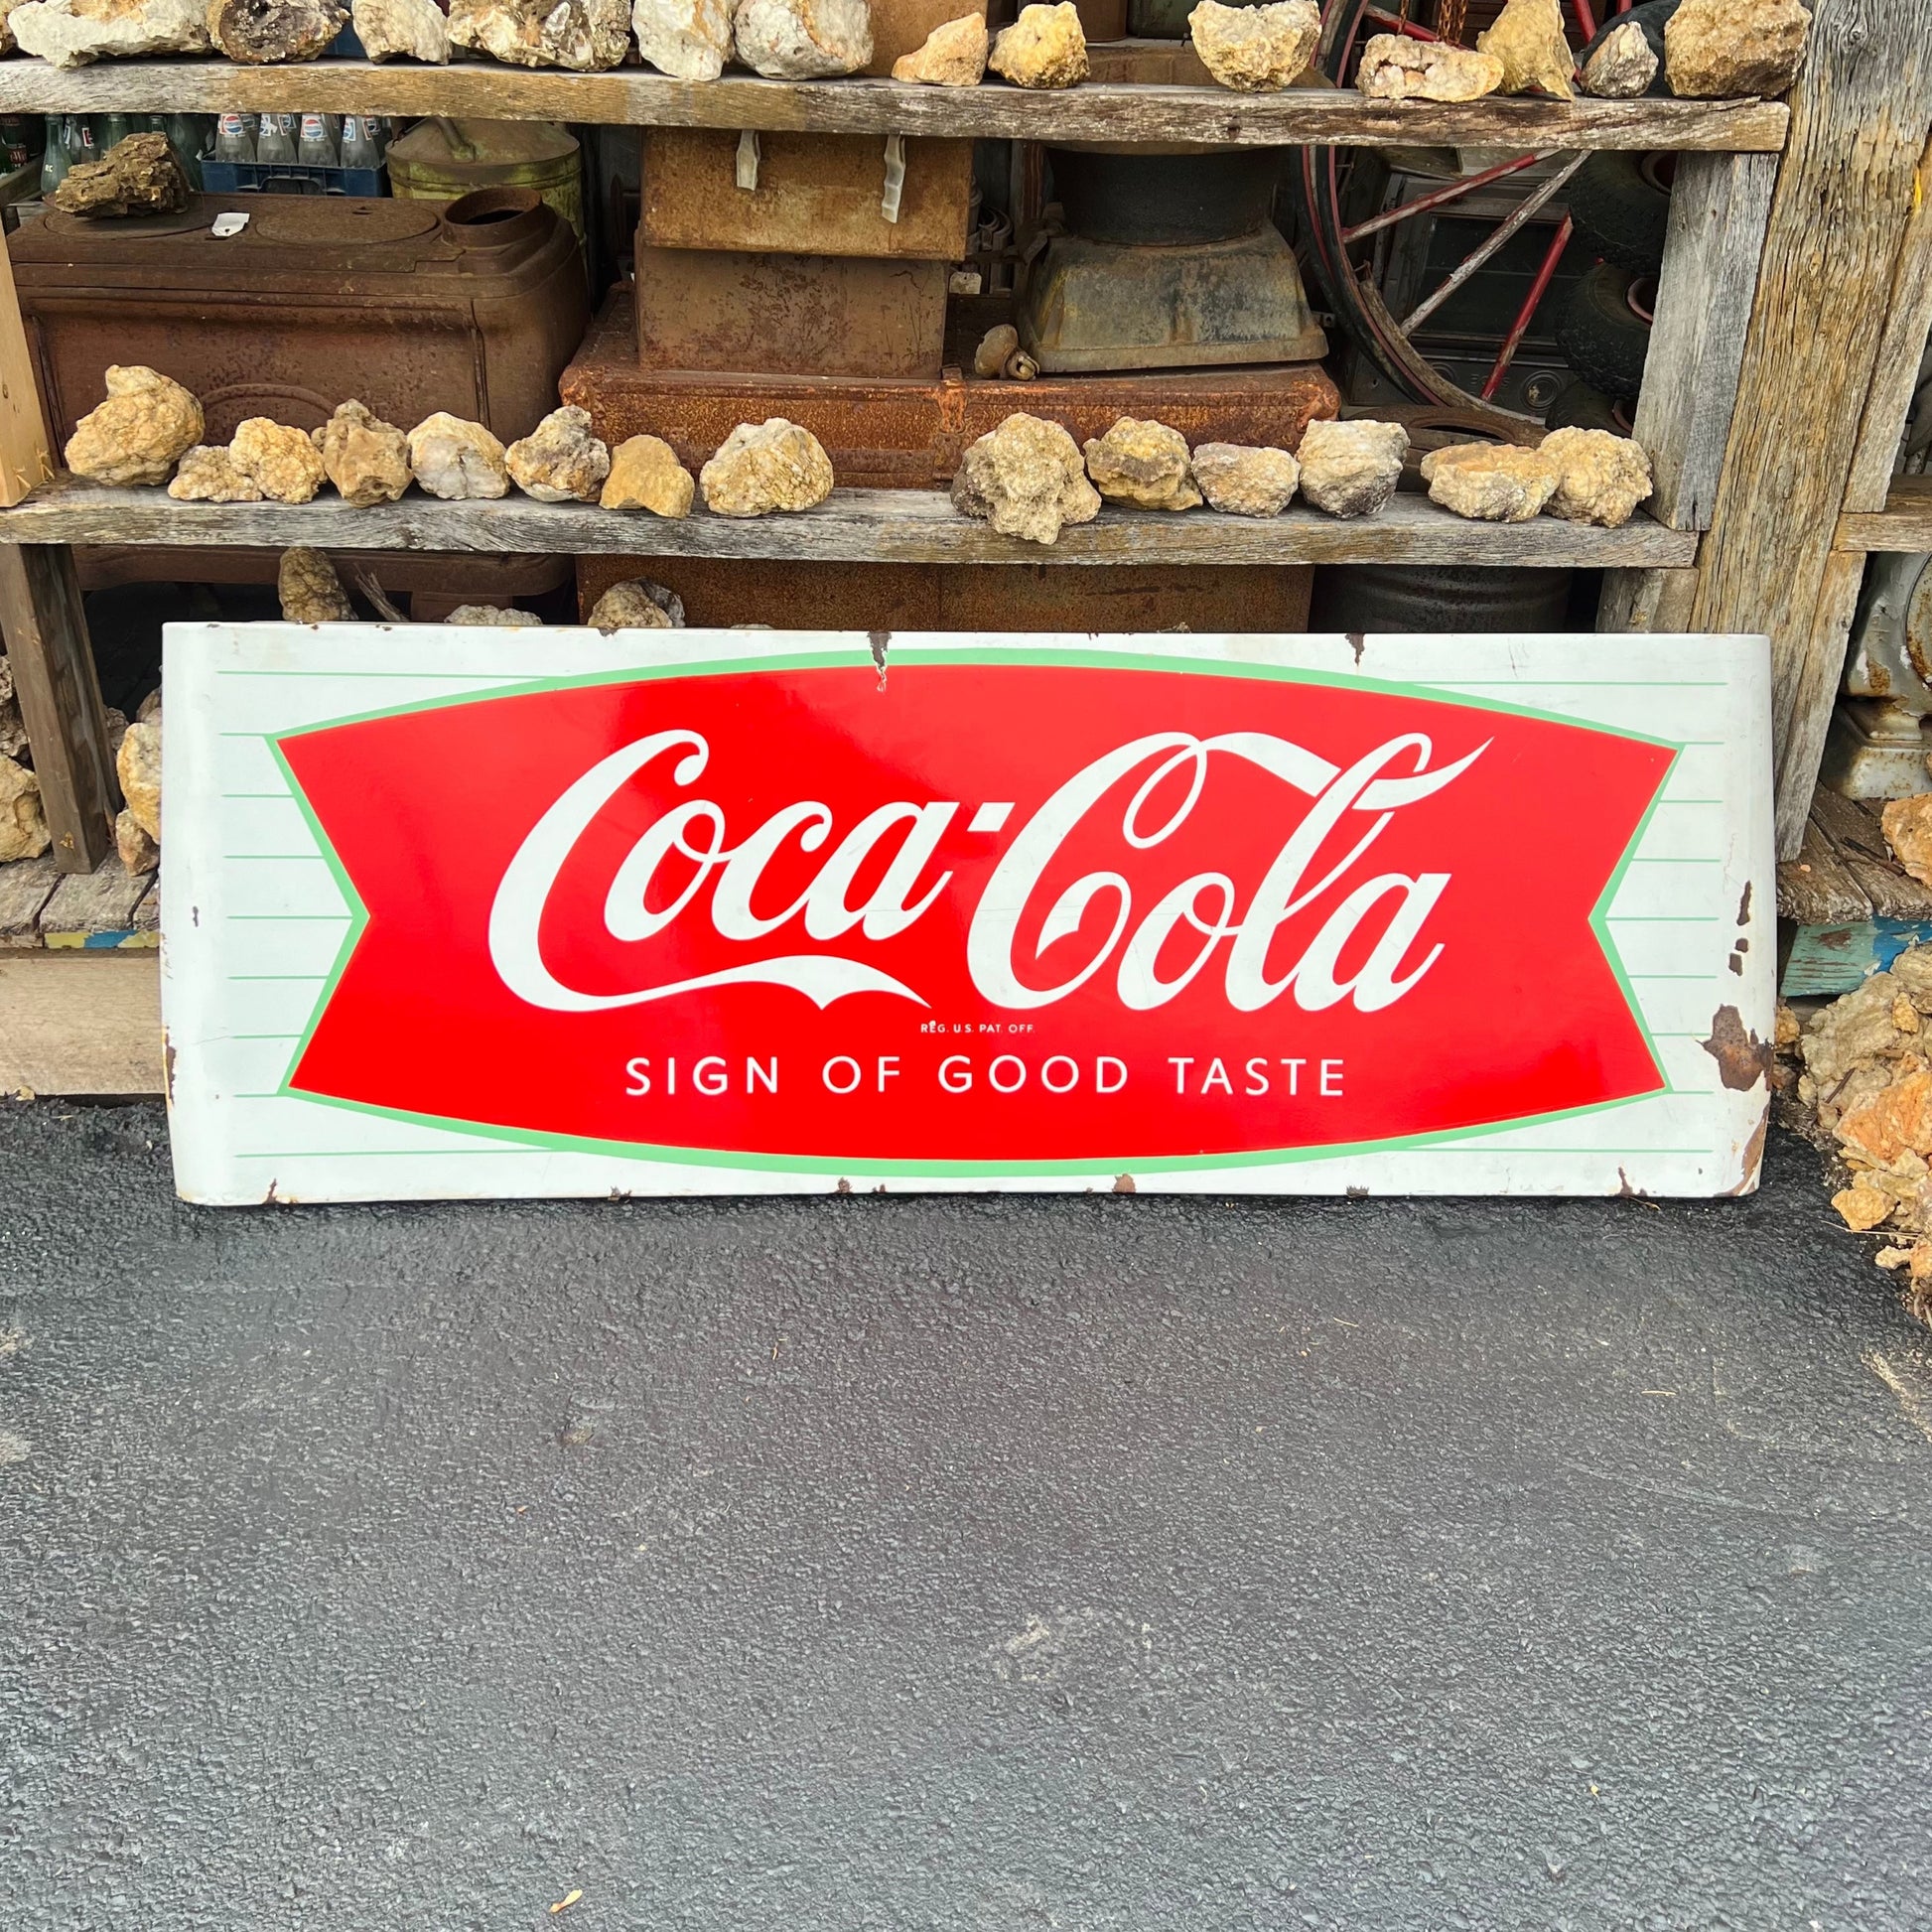 Coca-Cola
REG. U.S. PAT. OFF.
SIGN OF GOOD TASTE